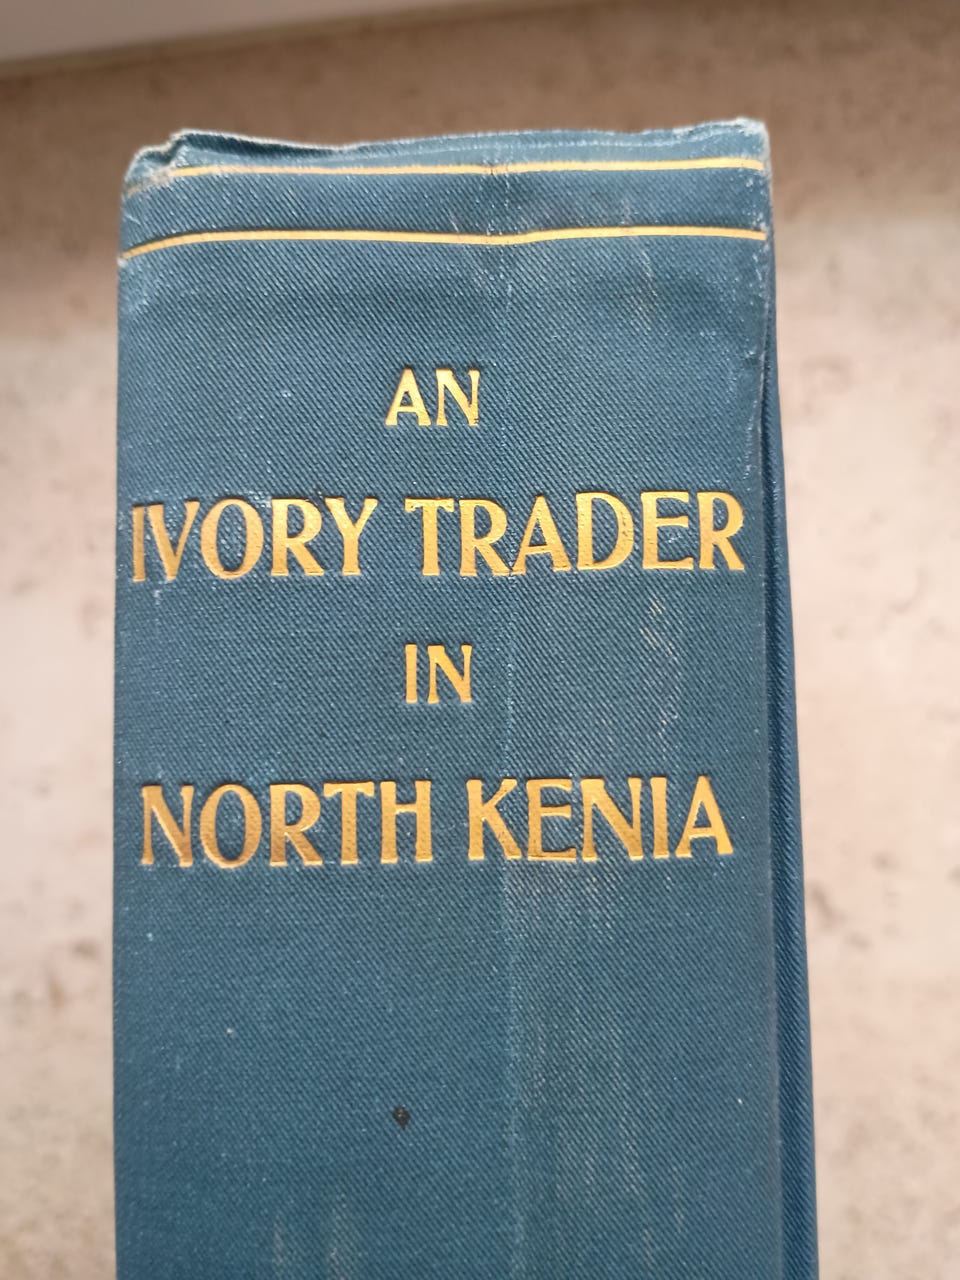 AN
IVORY TRADER
IN
NORTH KENIA